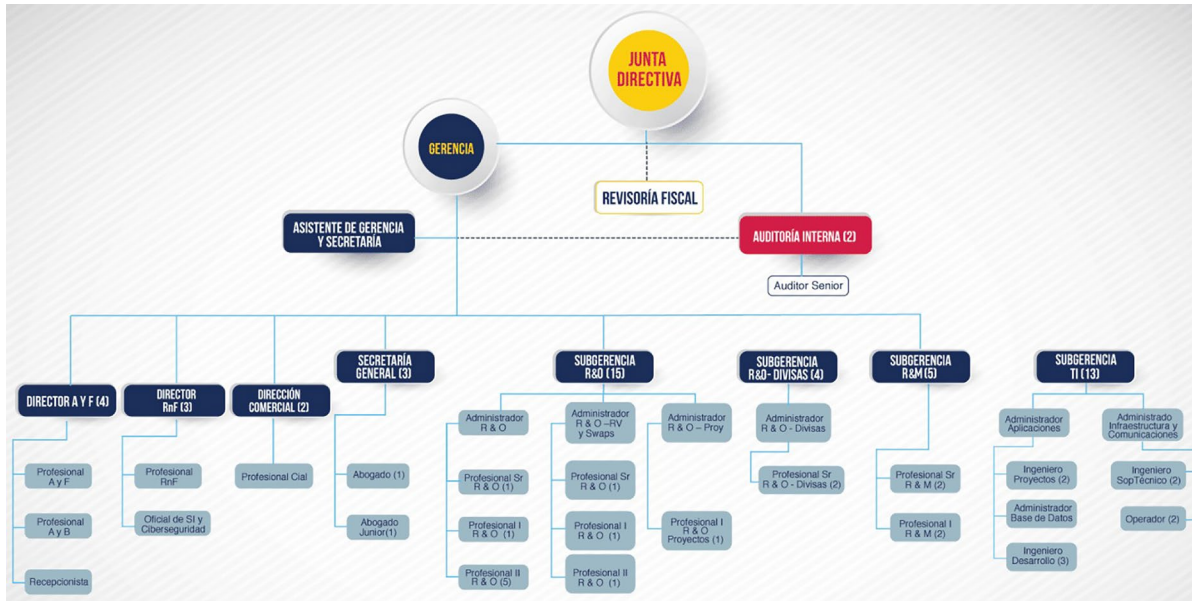 JUNTA
DIRECTIVA
GERENCIA
REVISORÍA FISCAL
ASISTENTE DE GERENCIA
Y SECRETARÍA
AUDITORÍA INTERNA (2)
Auditor Senior
DIRECTOR A Y F (4)
Profesional
A y F
Profesional
A y B
Recepcionista
DIRECTOR
RnF (3)
Profesional
RnF
Oficial de SI y
Ciberseguridad
DIRECCIÓN
COMERCIAL (2)
Profesional Cial
SECRETARÍA
GENERAL (3)
Abogado (1)
Abogado
Junior(1)
SUBGERENCIA
R&O (15)
Administrador
R & O
Profesional Sr
R & O (1)
Profesional I
R & O (1)
Profesional II
R & O (5)
Administrador
R & O –RV
y Swaps
Profesional Sr
R & O (1)
Profesional I
R & O (1)
Profesional II
R & O (1)
Administrador
R & O – Proy
Profesional I
R & O
Proyectos (1)
SUBGERENCIA
R&O- DIVISAS (4)
Administrador
R & O - Divisas
Profesional Sr
R & O - Divisas (2)
SUBGERENCIA
R&M (5)
Profesional Sr
R & M (2)
Profesional I
R & M (2)
SUBGERENCIA
TI (13)
Administrador
Aplicaciones
Ingeniero
Proyectos (2)
Administrador
Base de Datos
Ingeniero
Desarrollo (3)
Administrado
Infraestructura y
Comunicaciones
Ingeniero
SopTécnico (2)
Operador (2)